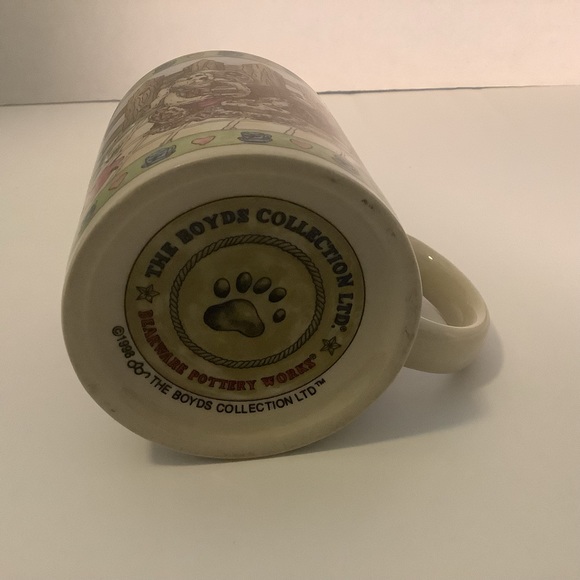 THE BOYDS COLLECTION LTD.®
BEARWARE POTTERY WORKS®
©1998 THE BOYDS COLLECTION LTD™